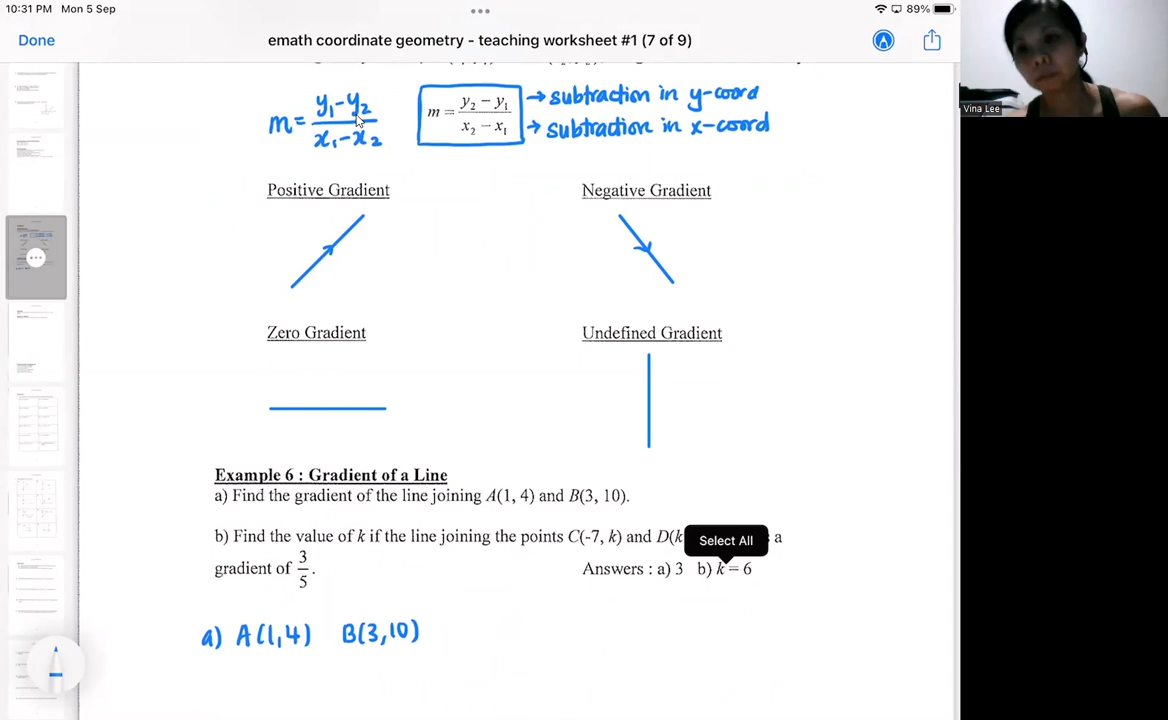 10:31 PM Mon 5 Sep
89%
Done
emath coordinate geometry - teaching worksheet #1 (7 of 9)
Vina Lee
m = y₁-y₂ / x₁-x₂
m = y₂ − y₁ / x₂ − x₁
→ subtraction in y-coord
→ subtraction in x-coord
Positive Gradient
Negative Gradient
Zero Gradient
Undefined Gradient
Example 6 : Gradient of a Line
a) Find the gradient of the line joining A(1, 4) and B(3, 10).
b) Find the value of k if the line joining the points C(-7, k) and D(k
Select All
a
gradient of 3/5.
Answers : a) 3 b) k = 6
a) A(1,4) B(3,10)